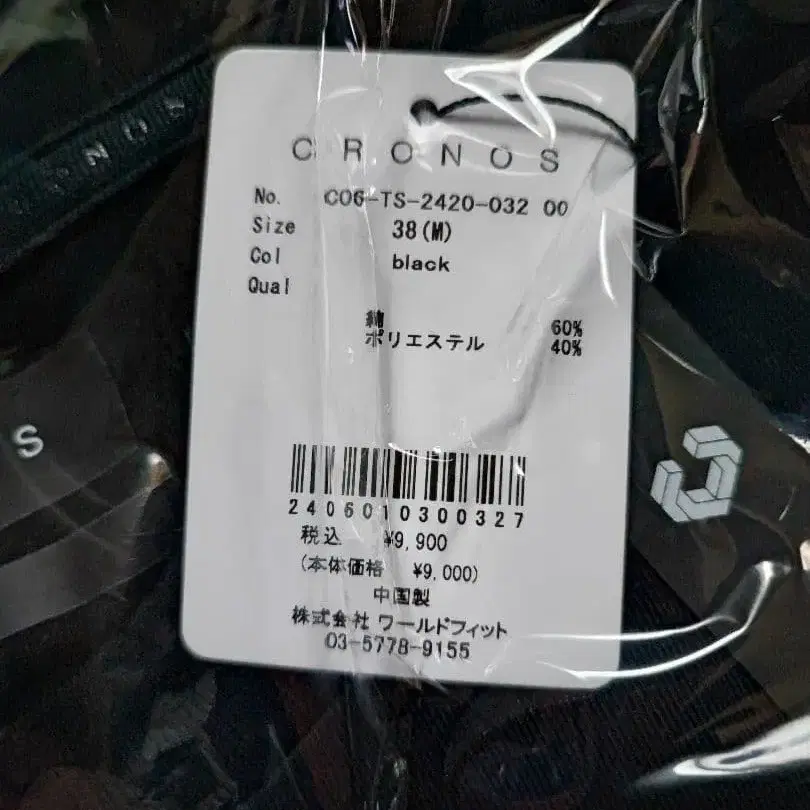 CRONOS
No. C06-TS-2420-032 00
Size 38(M)
Col black
Qual
綿 60%
ポリエステル 40%
2406010300327
税込 ¥9,900
(本体価格 ¥9,000)
中国製
株式会社 ワールドフィット
03-5778-9155
S